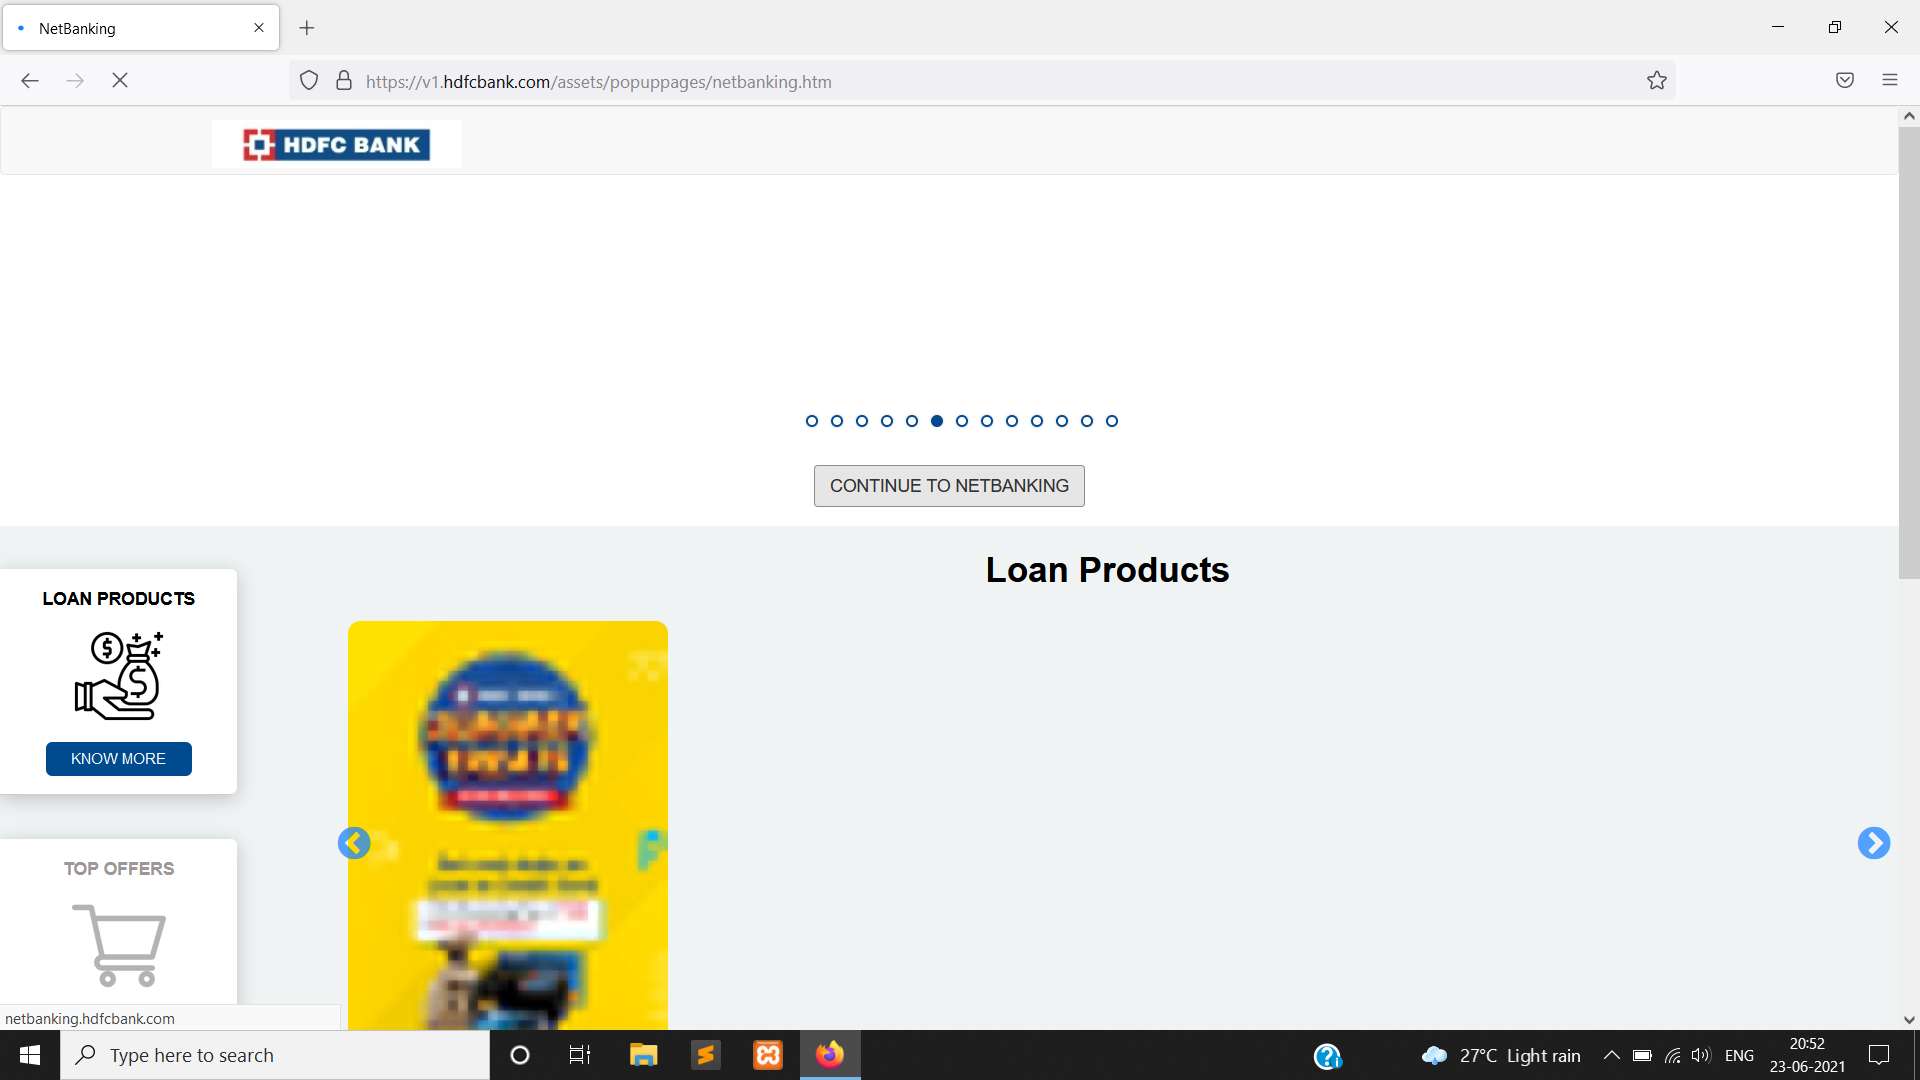 NetBanking
https://v1.hdfcbank.com/assets/popuppages/netbanking.htm
HDFC BANK
CONTINUE TO NETBANKING
Loan Products
LOAN PRODUCTS
KNOW MORE
TOP OFFERS
netbanking.hdfcbank.com
Type here to search
27°C Light rain
ENG
20:52
23-06-2021